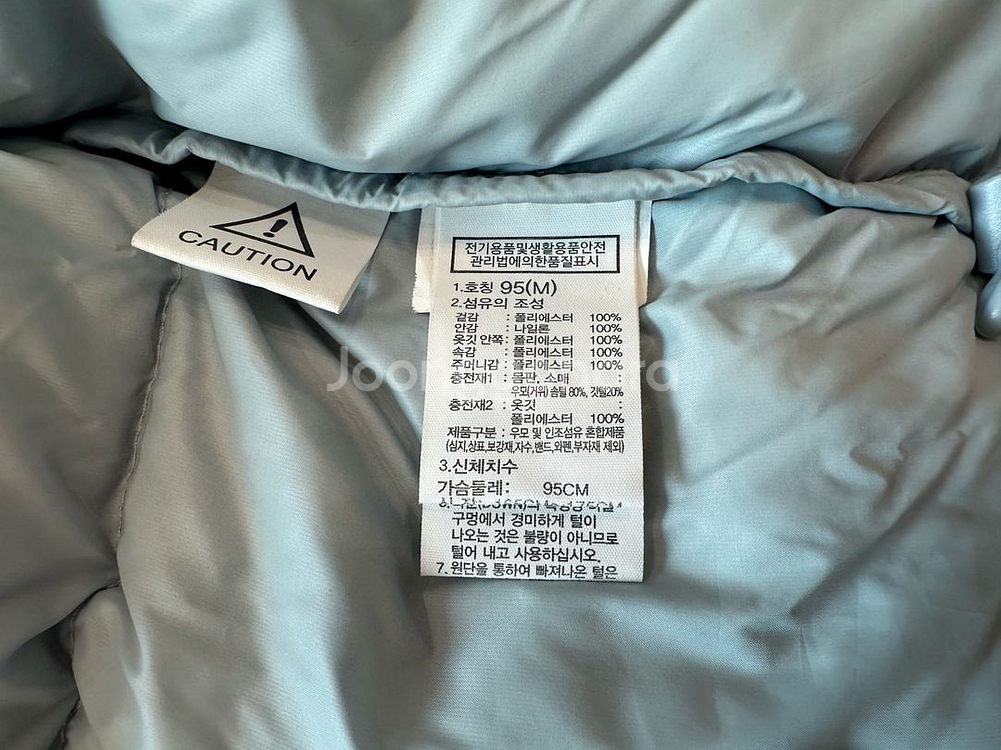 CAUTION
전기용품및생활용품안전
관리법에의한품질표시
1.호칭 95(M)
2.섬유의 조성
겉감 : 폴리에스터 100%
안감 : 나일론 100%
옷깃 안쪽: 폴리에스터 100%
속감 : 폴리에스터 100%
주머니감 : 폴리에스터 100%
충전재1 : 몸판, 소매 :
우모(거위) 솜털 80%, 깃털20%
충전재2 : 옷깃 :
폴리에스터 100%
제품구분 : 우모 및 인조섬유 혼합제품
(심지,상표,보강재,자수,밴드,와펜,부자재 제외)
3.신체치수
가슴둘레: 95CM
구멍에서 경미하게 털이
나오는 것은 불량이 아니므로
털어 내고 사용하십시오.
7. 원단을 통하여 빠져나온 털은